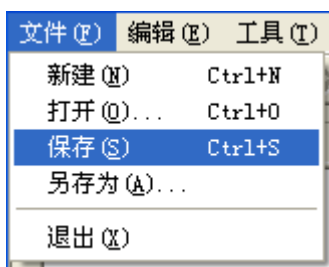 文件(F) 编辑(E) 工具(T)
新建(N) Ctrl+N
打开(O)... Ctrl+O
保存(S) Ctrl+S
另存为(A)...
退出(X)